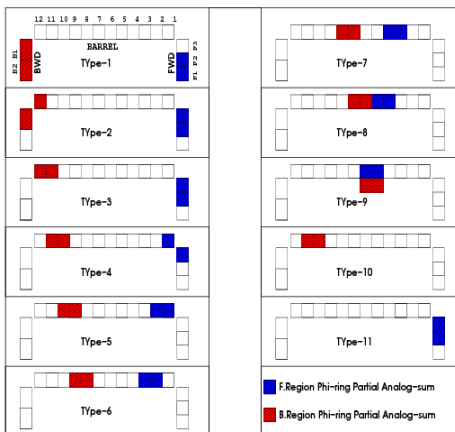 12 11 10 9 8 7 6 5 4 3 2 1
BARREL
B2 B1
BWD
FWD
F1 F2 F3
TYpe-1
TYpe-2
TYpe-3
TYpe-4
TYpe-5
TYpe-6
TYpe-7
TYpe-8
TYpe-9
TYpe-10
TYpe-11
F.Region Phi-ring Partial Analog-sum
B.Region Phi-ring Partial Analog-sum